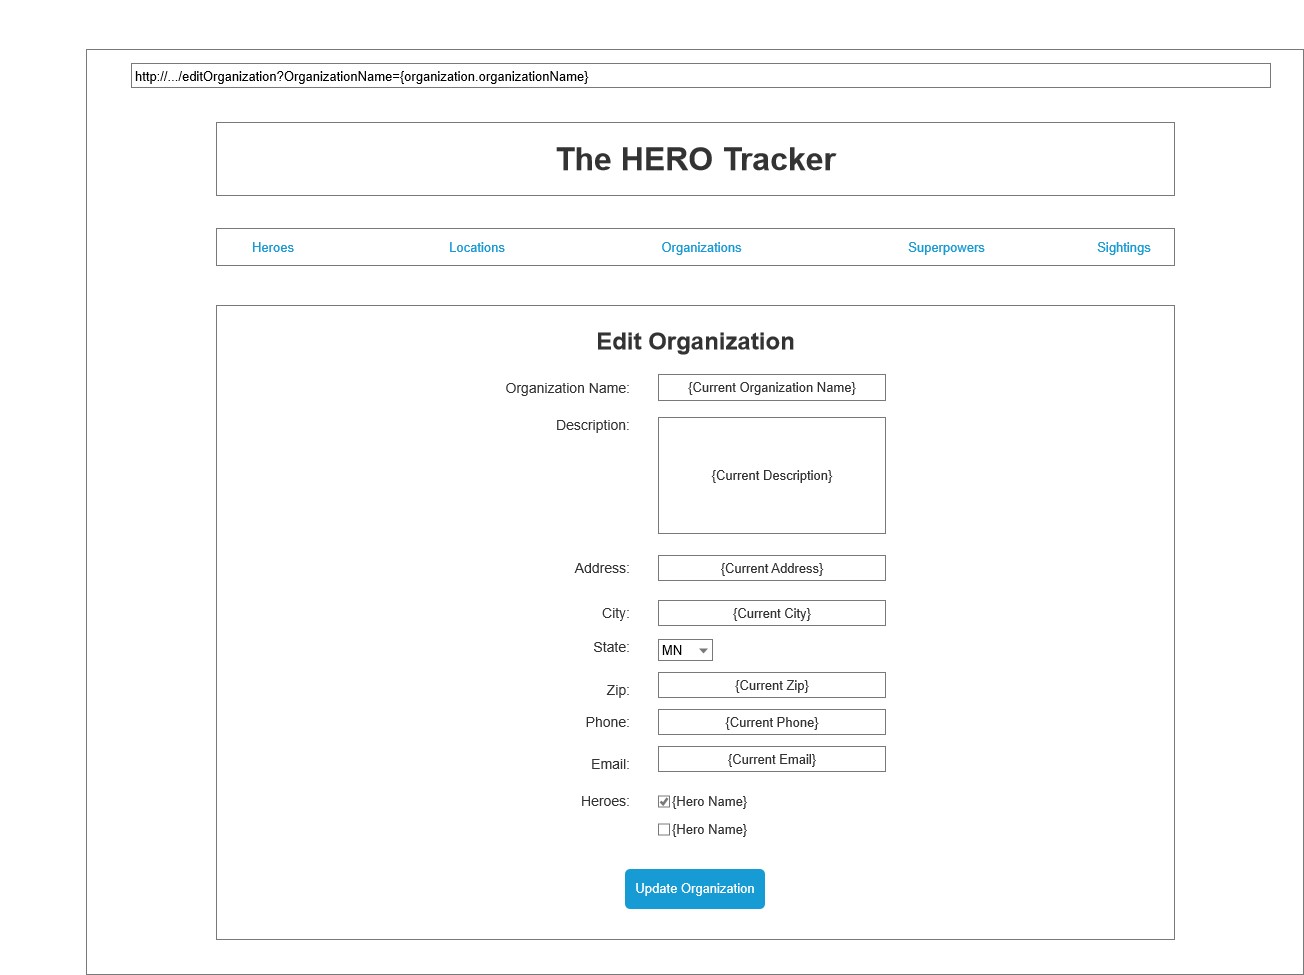 http://.../editOrganization?OrganizationName={organization.organizationName}
The HERO Tracker
Heroes Locations Organizations Superpowers Sightings
Edit Organization
Organization Name: {Current Organization Name}
Description: {Current Description}
Address: {Current Address}
City: {Current City}
State: MN
Zip: {Current Zip}
Phone: {Current Phone}
Email: {Current Email}
Heroes: {Hero Name}
{Hero Name}
Update Organization